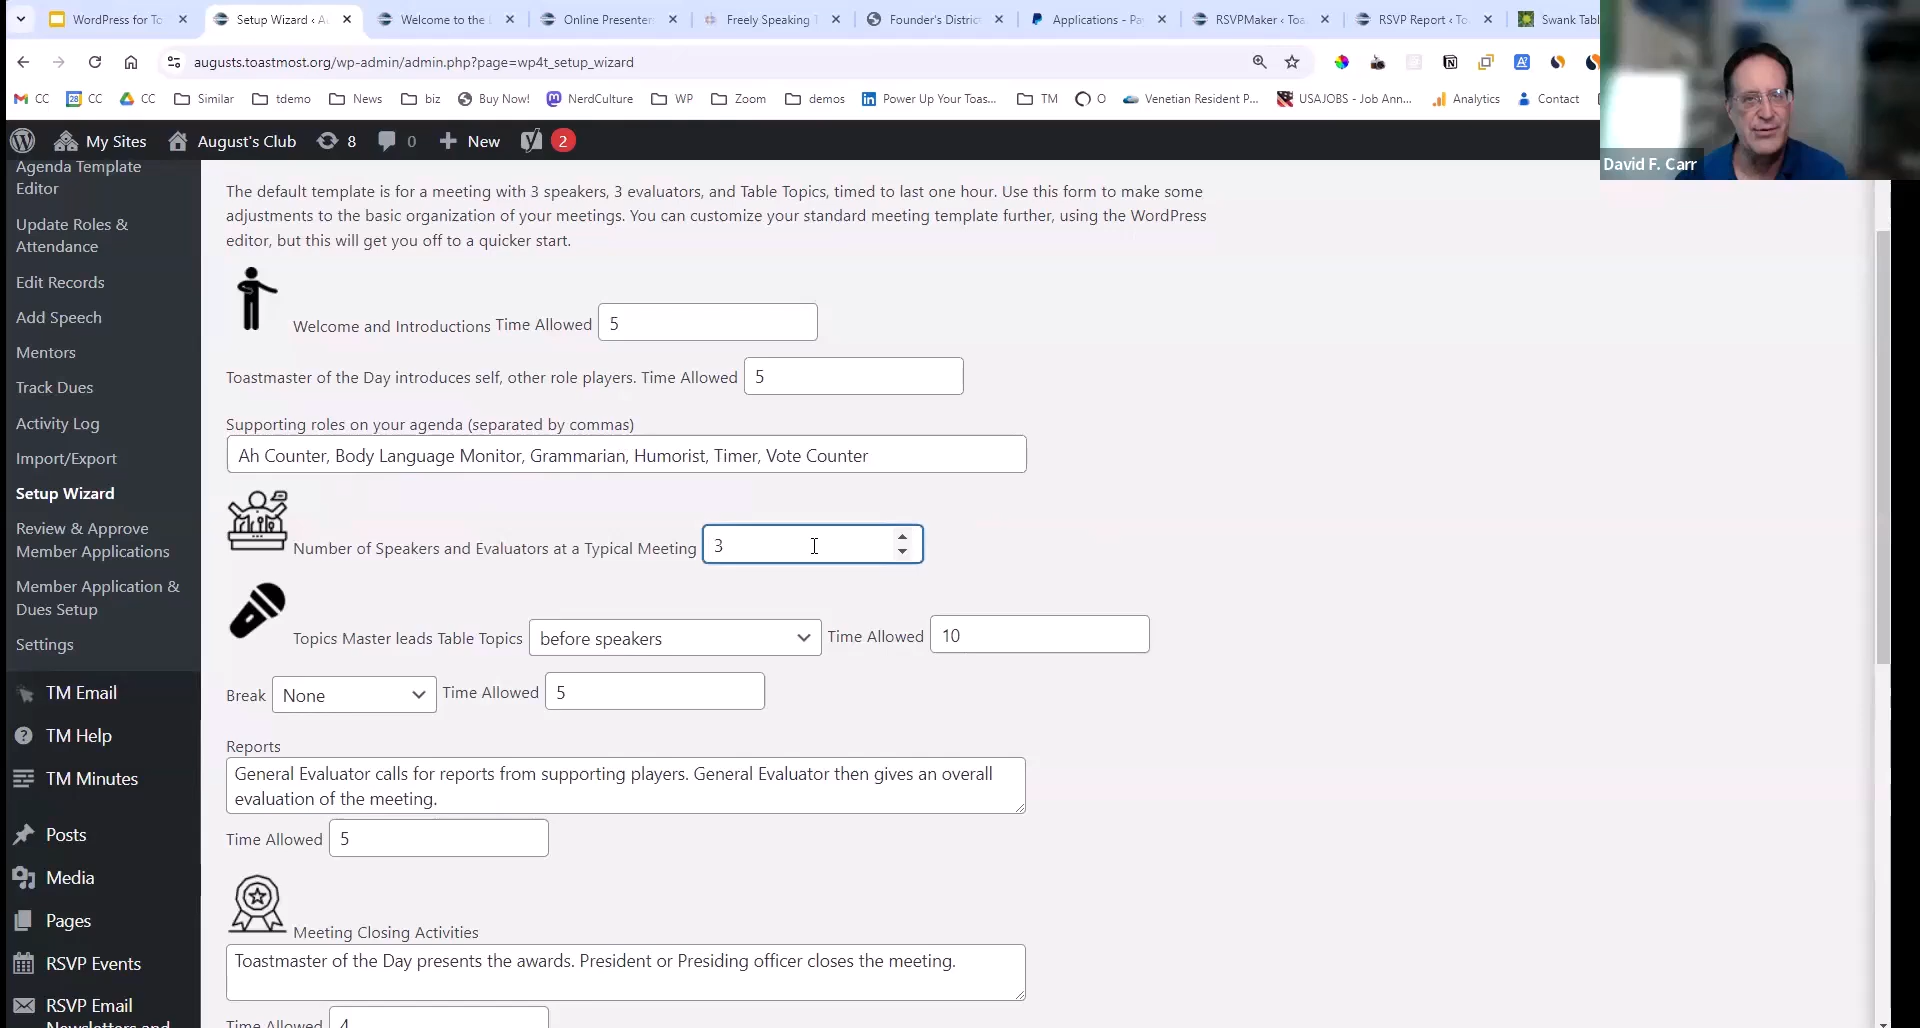 WordPress for To
Setup Wizard ‹ A
Welcome to the
Online Presenter
Freely Speaking T
Founder's District
Applications - Pa
RSVPMaker ‹ Toa
RSVP Report ‹ To
Swank Tabl
augusts.toastmost.org/wp-admin/admin.php?page=wp4t_setup_wizard
CC
28 CC
CC
Similar
tdemo
News
biz
Buy Now!
NerdCulture
WP
Zoom
demos
Power Up Your Toas...
TM
O
Venetian Resident P...
USAJOBS - Job Ann...
Analytics
Contact
David F. Carr
My Sites
August's Club
8
0
New
2
Agenda Template
Editor
Update Roles &
Attendance
Edit Records
Add Speech
Mentors
Track Dues
Activity Log
Import/Export
Setup Wizard
Review & Approve
Member Applications
Member Application &
Dues Setup
Settings
TM Email
TM Help
TM Minutes
Posts
Media
Pages
RSVP Events
RSVP Email
Newsletters and
The default template is for a meeting with 3 speakers, 3 evaluators, and Table Topics, timed to last one hour. Use this form to make some
adjustments to the basic organization of your meetings. You can customize your standard meeting template further, using the WordPress
editor, but this will get you off to a quicker start.
Welcome and Introductions Time Allowed 5
Toastmaster of the Day introduces self, other role players. Time Allowed 5
Supporting roles on your agenda (separated by commas)
Ah Counter, Body Language Monitor, Grammarian, Humorist, Timer, Vote Counter
Number of Speakers and Evaluators at a Typical Meeting 3
Topics Master leads Table Topics before speakers Time Allowed 10
Break None Time Allowed 5
Reports
General Evaluator calls for reports from supporting players. General Evaluator then gives an overall
evaluation of the meeting.
Time Allowed 5
Meeting Closing Activities
Toastmaster of the Day presents the awards. President or Presiding officer closes the meeting.
Time Allowed 4